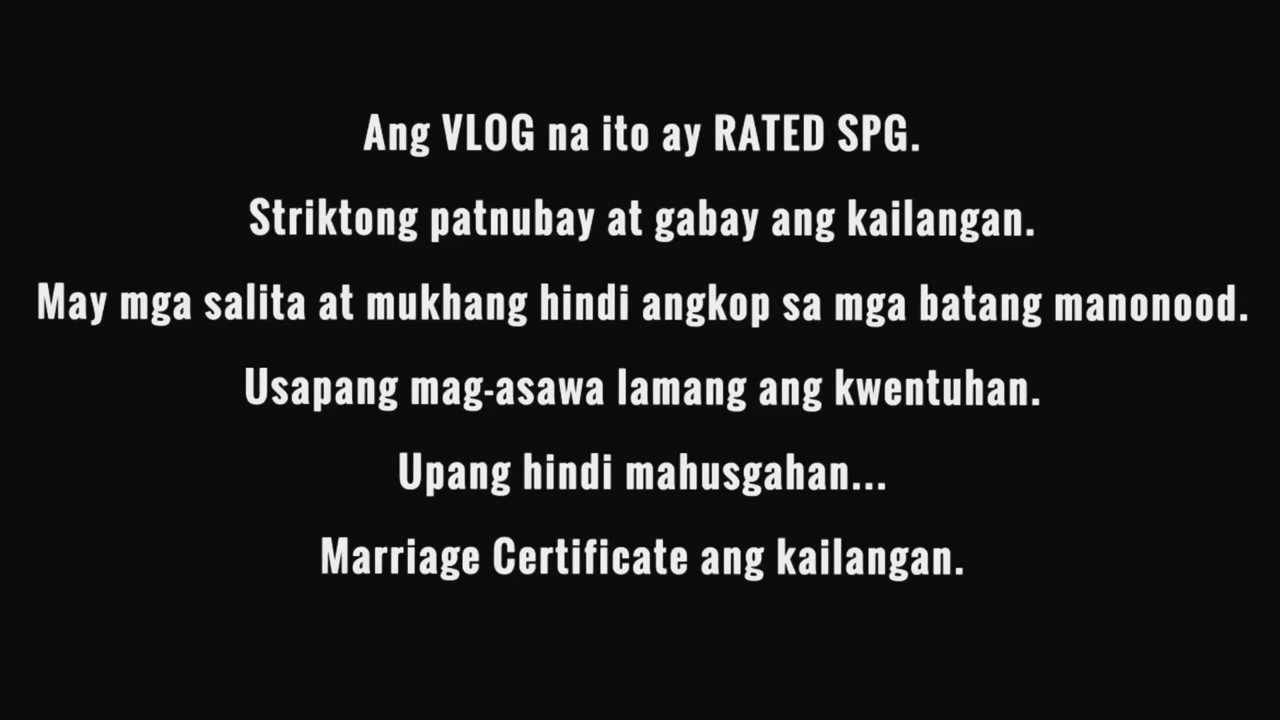 Ang VLOG na ito ay RATED SPG.
Striktong patnubay at gabay ang kailangan.
May mga salita at mukhang hindi angkop sa mga batang manonood.
Usapang mag-asawa lamang ang kwentuhan.
Upang hindi mahusgahan...
Marriage Certificate ang kailangan.